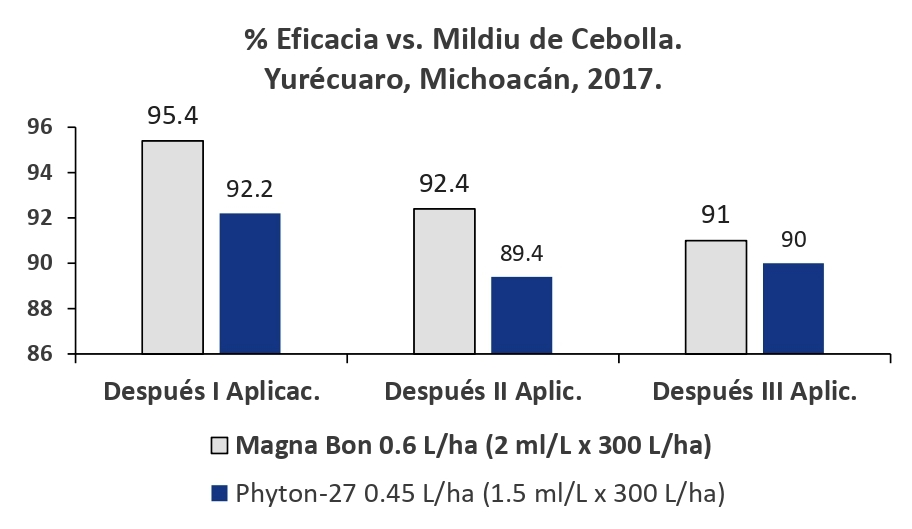 % Eficacia vs. Mildiu de Cebolla.
Yurécuaro, Michoacán, 2017.
96
94
92
90
88
86
95.4
92.2
92.4
89.4
91
90
Después I Aplicac.
Después II Aplic.
Después III Aplic.
Magna Bon 0.6 L/ha (2 ml/L x 300 L/ha)
Phyton-27 0.45 L/ha (1.5 ml/L x 300 L/ha)